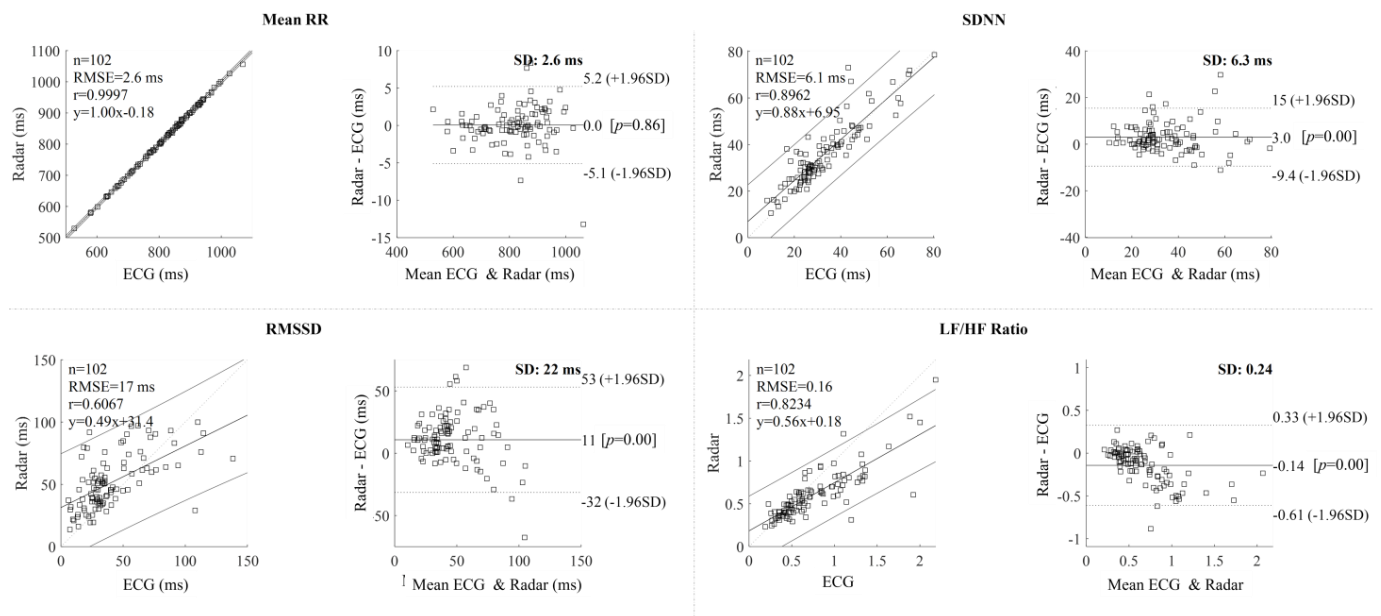 Mean RR
1100
1000
900
800
700
600
500
600
800
1000
Radar (ms)
ECG (ms)
n=102
RMSE=2.6 ms
r=0.9997
y=1.00x-0.18
10
5
0
-5
-10
-15
400
600
800
1000
Radar - ECG (ms)
Mean ECG & Radar (ms)
SD: 2.6 ms
5.2 (+1.96SD)
0.0 [p=0.86]
-5.1 (-1.96SD)
SDNN
80
60
40
20
0
0
20
40
60
80
Radar (ms)
ECG (ms)
n=102
RMSE=6.1 ms
r=0.8962
y=0.88x+6.95
40
20
0
-20
-40
0
20
40
60
80
Radar - ECG (ms)
Mean ECG & Radar (ms)
SD: 6.3 ms
15 (+1.96SD)
3.0 [p=0.00]
-9.4 (-1.96SD)
RMSSD
150
100
50
0
0
50
100
150
Radar (ms)
ECG (ms)
n=102
RMSE=17 ms
r=0.6067
y=0.49x+31.4
50
0
-50
0
50
100
150
Radar - ECG (ms)
Mean ECG & Radar (ms)
SD: 22 ms
53 (+1.96SD)
11 [p=0.00]
-32 (-1.96SD)
LF/HF Ratio
2
1.5
1
0.5
0
0
0.5
1
1.5
2
Radar
ECG
n=102
RMSE=0.16
r=0.8234
y=0.56x+0.18
1
0.5
0
-0.5
-1
0
0.5
1
1.5
2
Radar - ECG
Mean ECG & Radar
SD: 0.24
0.33 (+1.96SD)
-0.14 [p=0.00]
-0.61 (-1.96SD)